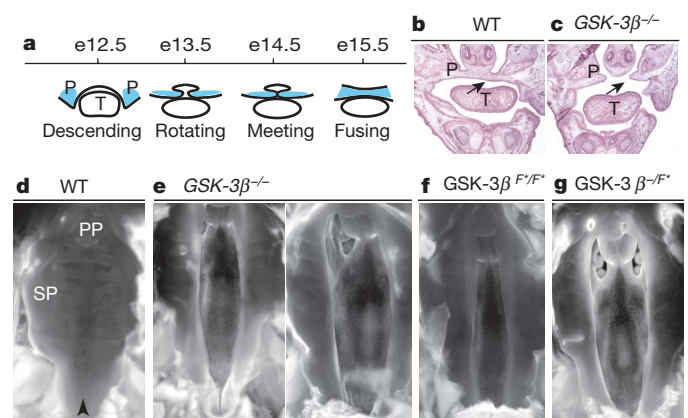 a
e12.5 e13.5 e14.5 e15.5
P P
T
Descending Rotating Meeting Fusing
b WT c GSK-3β−/−
P P
T T
d WT e GSK-3β−/− f GSK-3β F*/F* g GSK-3 β−/F*
PP
SP